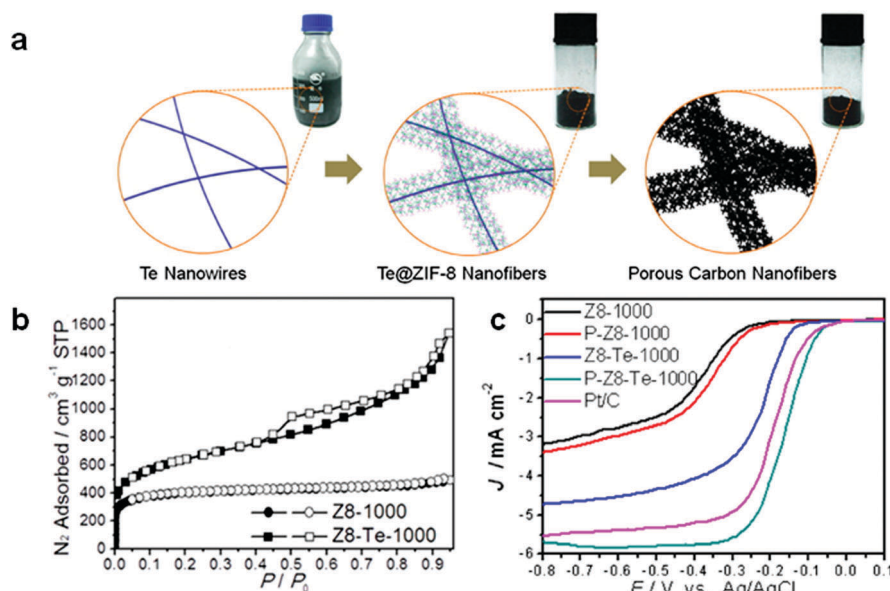 a
Te Nanowires
Te@ZIF-8 Nanofibers
Porous Carbon Nanofibers
b
N₂ Adsorbed / cm³ g⁻¹ STP
1600
1400
1200
1000
800
600
400
200
0
Z8-1000
Z8-Te-1000
0.0 0.1 0.2 0.3 0.4 0.5 0.6 0.7 0.8 0.9
P / P₀
c
J / mA cm⁻²
Z8-1000
P-Z8-1000
Z8-Te-1000
P-Z8-Te-1000
Pt/C
0
-1
-2
-3
-4
-5
-6
-0.8 -0.7 -0.6 -0.5 -0.4 -0.3 -0.2 -0.1 0.0 0.1
E / V vs. Ag/AgCl